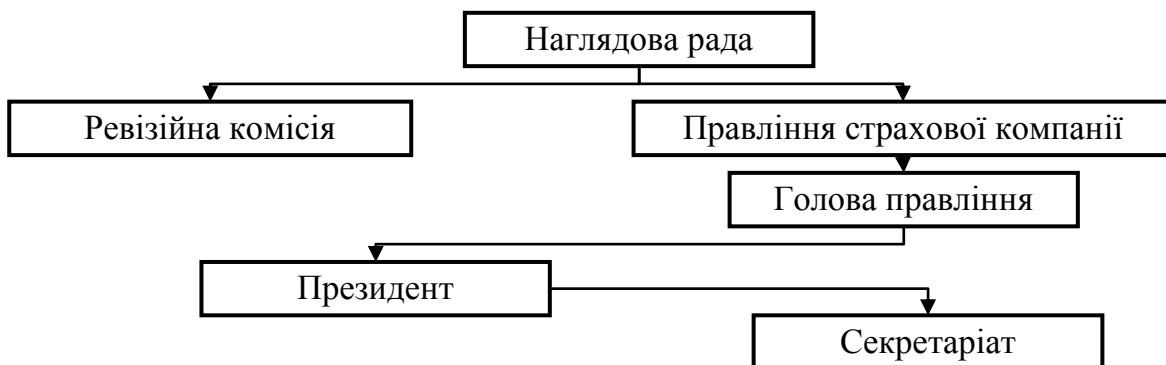 Наглядова рада
Ревізійна комісія
Правління страхової компанії
Голова правління
Президент
Секретаріат